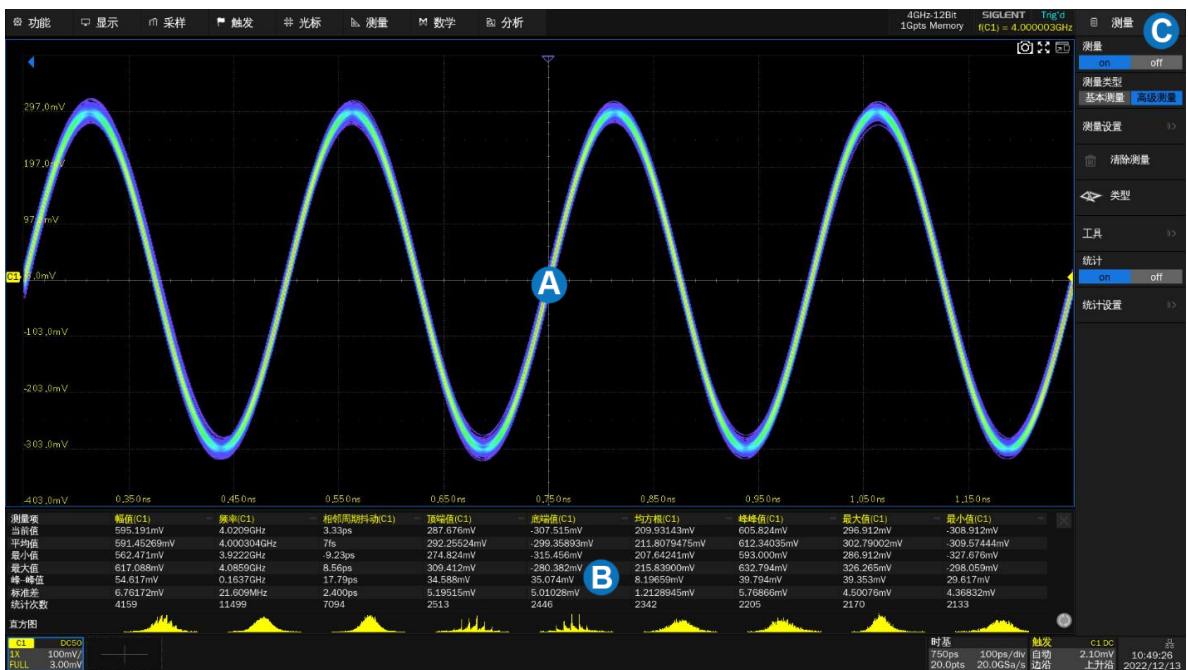 功能 显示 采样 触发 光标 测量 数学 分析
4GHz-12Bit SIGLENT Trig'd
1Gpts Memory f(C1) = 4.000003GHz
测量
C
测量
on off
测量类型
基本测量 高级测量
测量设置
清除测量
类型
工具
统计
on off
统计设置
297.0mV
197.0mV
97.0mV
C1
A
-103.0mV
-203.0mV
-303.0mV
-403.0mV 0.350ns 0.450ns 0.550ns 0.650ns 0.750ns 0.850ns 0.950ns 1.050ns 1.150ns
测量项 幅值(C1) 频率(C1) 相邻周期抖动(C1) 顶端值(C1) 底端值(C1) 均方根(C1) 峰峰值(C1) 最大值(C1) 最小值(C1)
当前值 595.191mV 4.0209GHz 3.33ps 287.676mV -307.515mV 209.93143mV 605.824mV 296.912mV -308.912mV
平均值 591.45269mV 4.000304GHz 7fs 292.25524mV -299.35893mV 211.8079475mV 612.34035mV 302.79002mV -309.57444mV
最小值 562.471mV 3.9222GHz -9.23ps 274.824mV -315.456mV 207.64241mV 593.000mV 286.912mV -327.676mV
最大值 617.088mV 4.0859GHz 8.56ps 309.412mV -280.382mV 215.83900mV 632.794mV 326.265mV -298.059mV
峰-峰值 54.617mV 0.1637GHz 17.79ps 34.588mV 35.074mV 8.19659mV 39.794mV 39.353mV 29.617mV
B
标准差 6.76172mV 21.609MHz 2.400ps 5.19515mV 5.01028mV 1.2128945mV 5.76866mV 4.50076mV 4.36832mV
统计次数 4159 11499 7094 2513 2446 2342 2205 2170 2133
直方图
C1 DC50
1X 100mV/
FULL 3.00mV
时基
750ps 100ps/div
20.0pts 20.0GSa/s
触发 C1 DC
自动 2.10mV
边沿 上升沿
10:49:26
2022/12/13